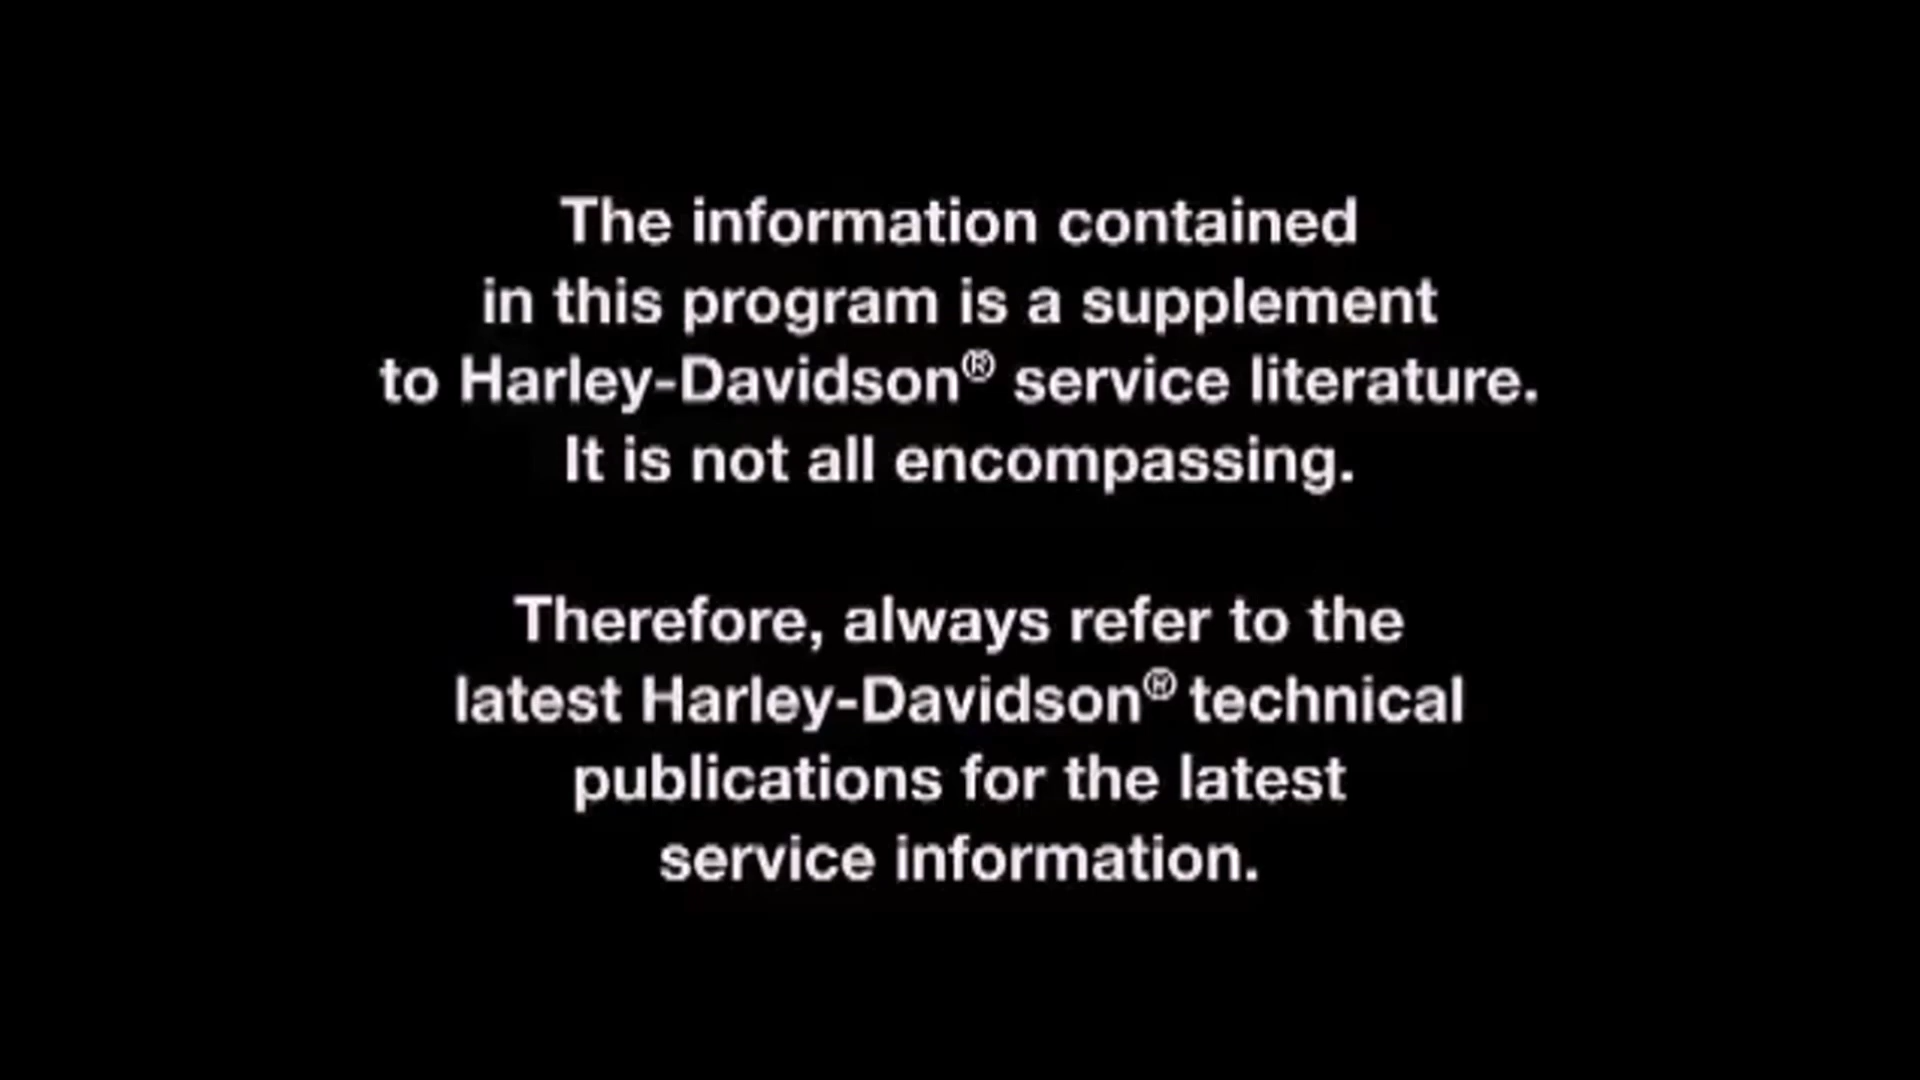 The information contained
in this program is a supplement
to Harley-Davidson® service literature.
It is not all encompassing.
Therefore, always refer to the
latest Harley-Davidson® technical
publications for the latest
service information.